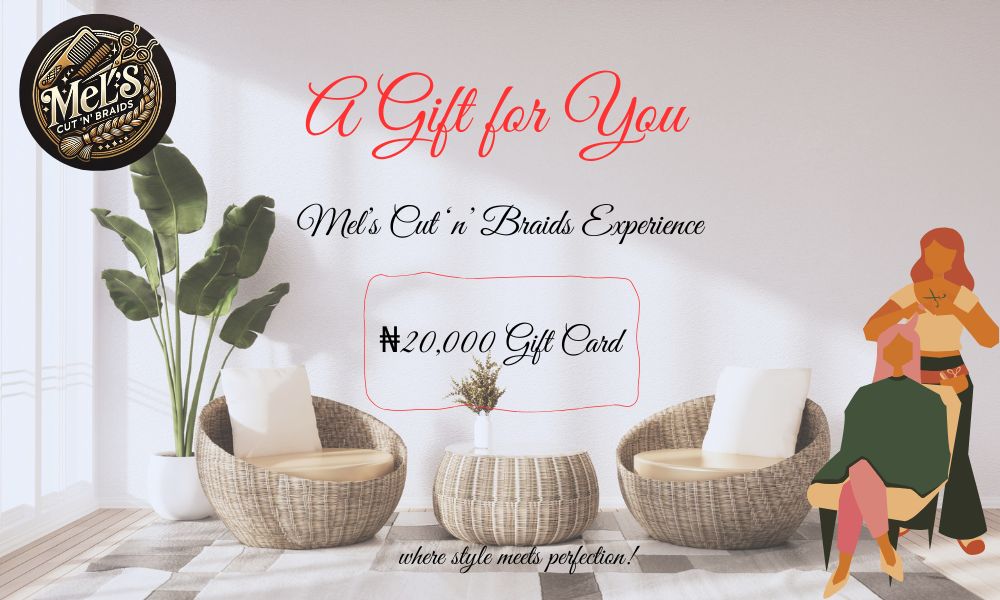 MEL'S
CUT 'N' BRAIDS
A Gift for You
Mel's Cut 'n' Braids Experience
₦20,000 Gift Card
where style meets perfection!